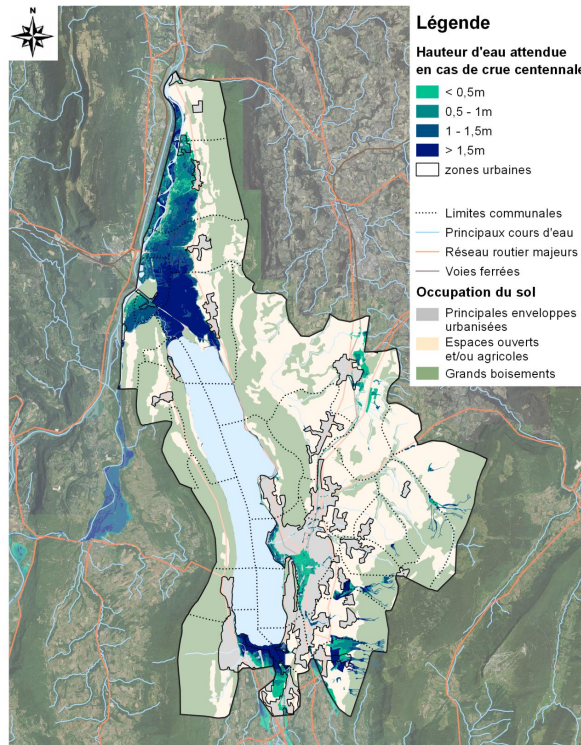 N
Légende
Hauteur d'eau attendue
en cas de crue centennale
< 0,5m
0,5 - 1m
1 - 1,5m
> 1,5m
zones urbaines
Limites communales
Principaux cours d'eau
Réseau routier majeurs
Voies ferrées
Occupation du sol
Principales enveloppes
urbanisées
Espaces ouverts
et/ou agricoles
Grands boisements